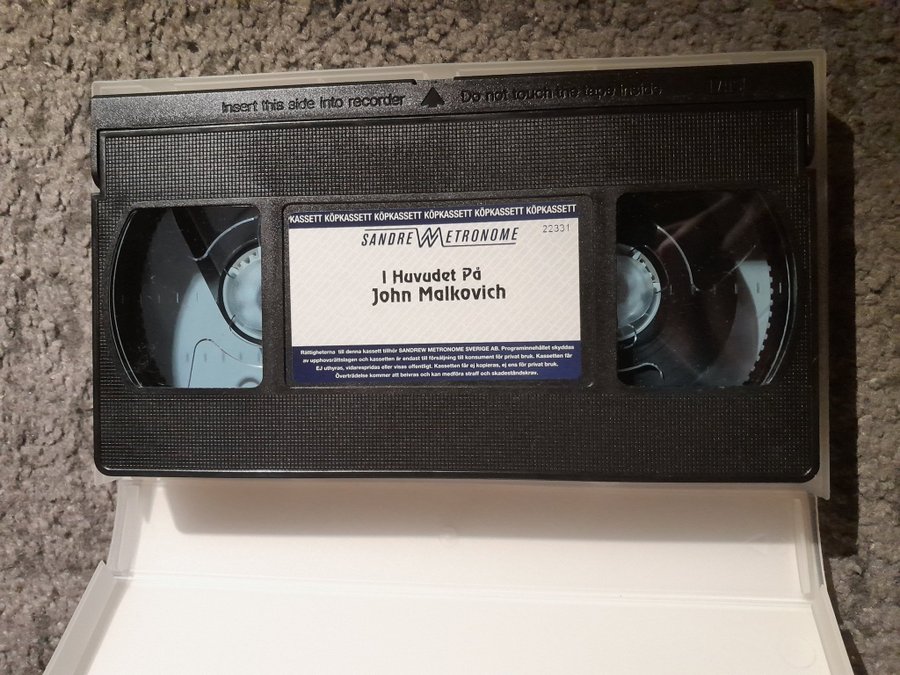 Insert this side into recorder ▲ Do not touch the tape inside
KASSETT KÖPKASSETT KÖPKASSETT KÖPKASSETT KÖPKASSETT
SANDREW METRONOME
22331
I Huvudet På
John Malkovich
Rättigheterna till denna kassett tillhör SANDREW METRONOME SVERIGE AB. Programinnehållet skyddas
av upphovsrättslagen och kassetten är endast till försäljning till konsument för privat bruk. Kassetten får
EJ uthyras, vidarespridas eller visas offentligt. Kassetten får ej kopieras, ej ens för privat bruk.
Överträdelse kommer att beivras och kan medföra straff och skadeståndskrav.